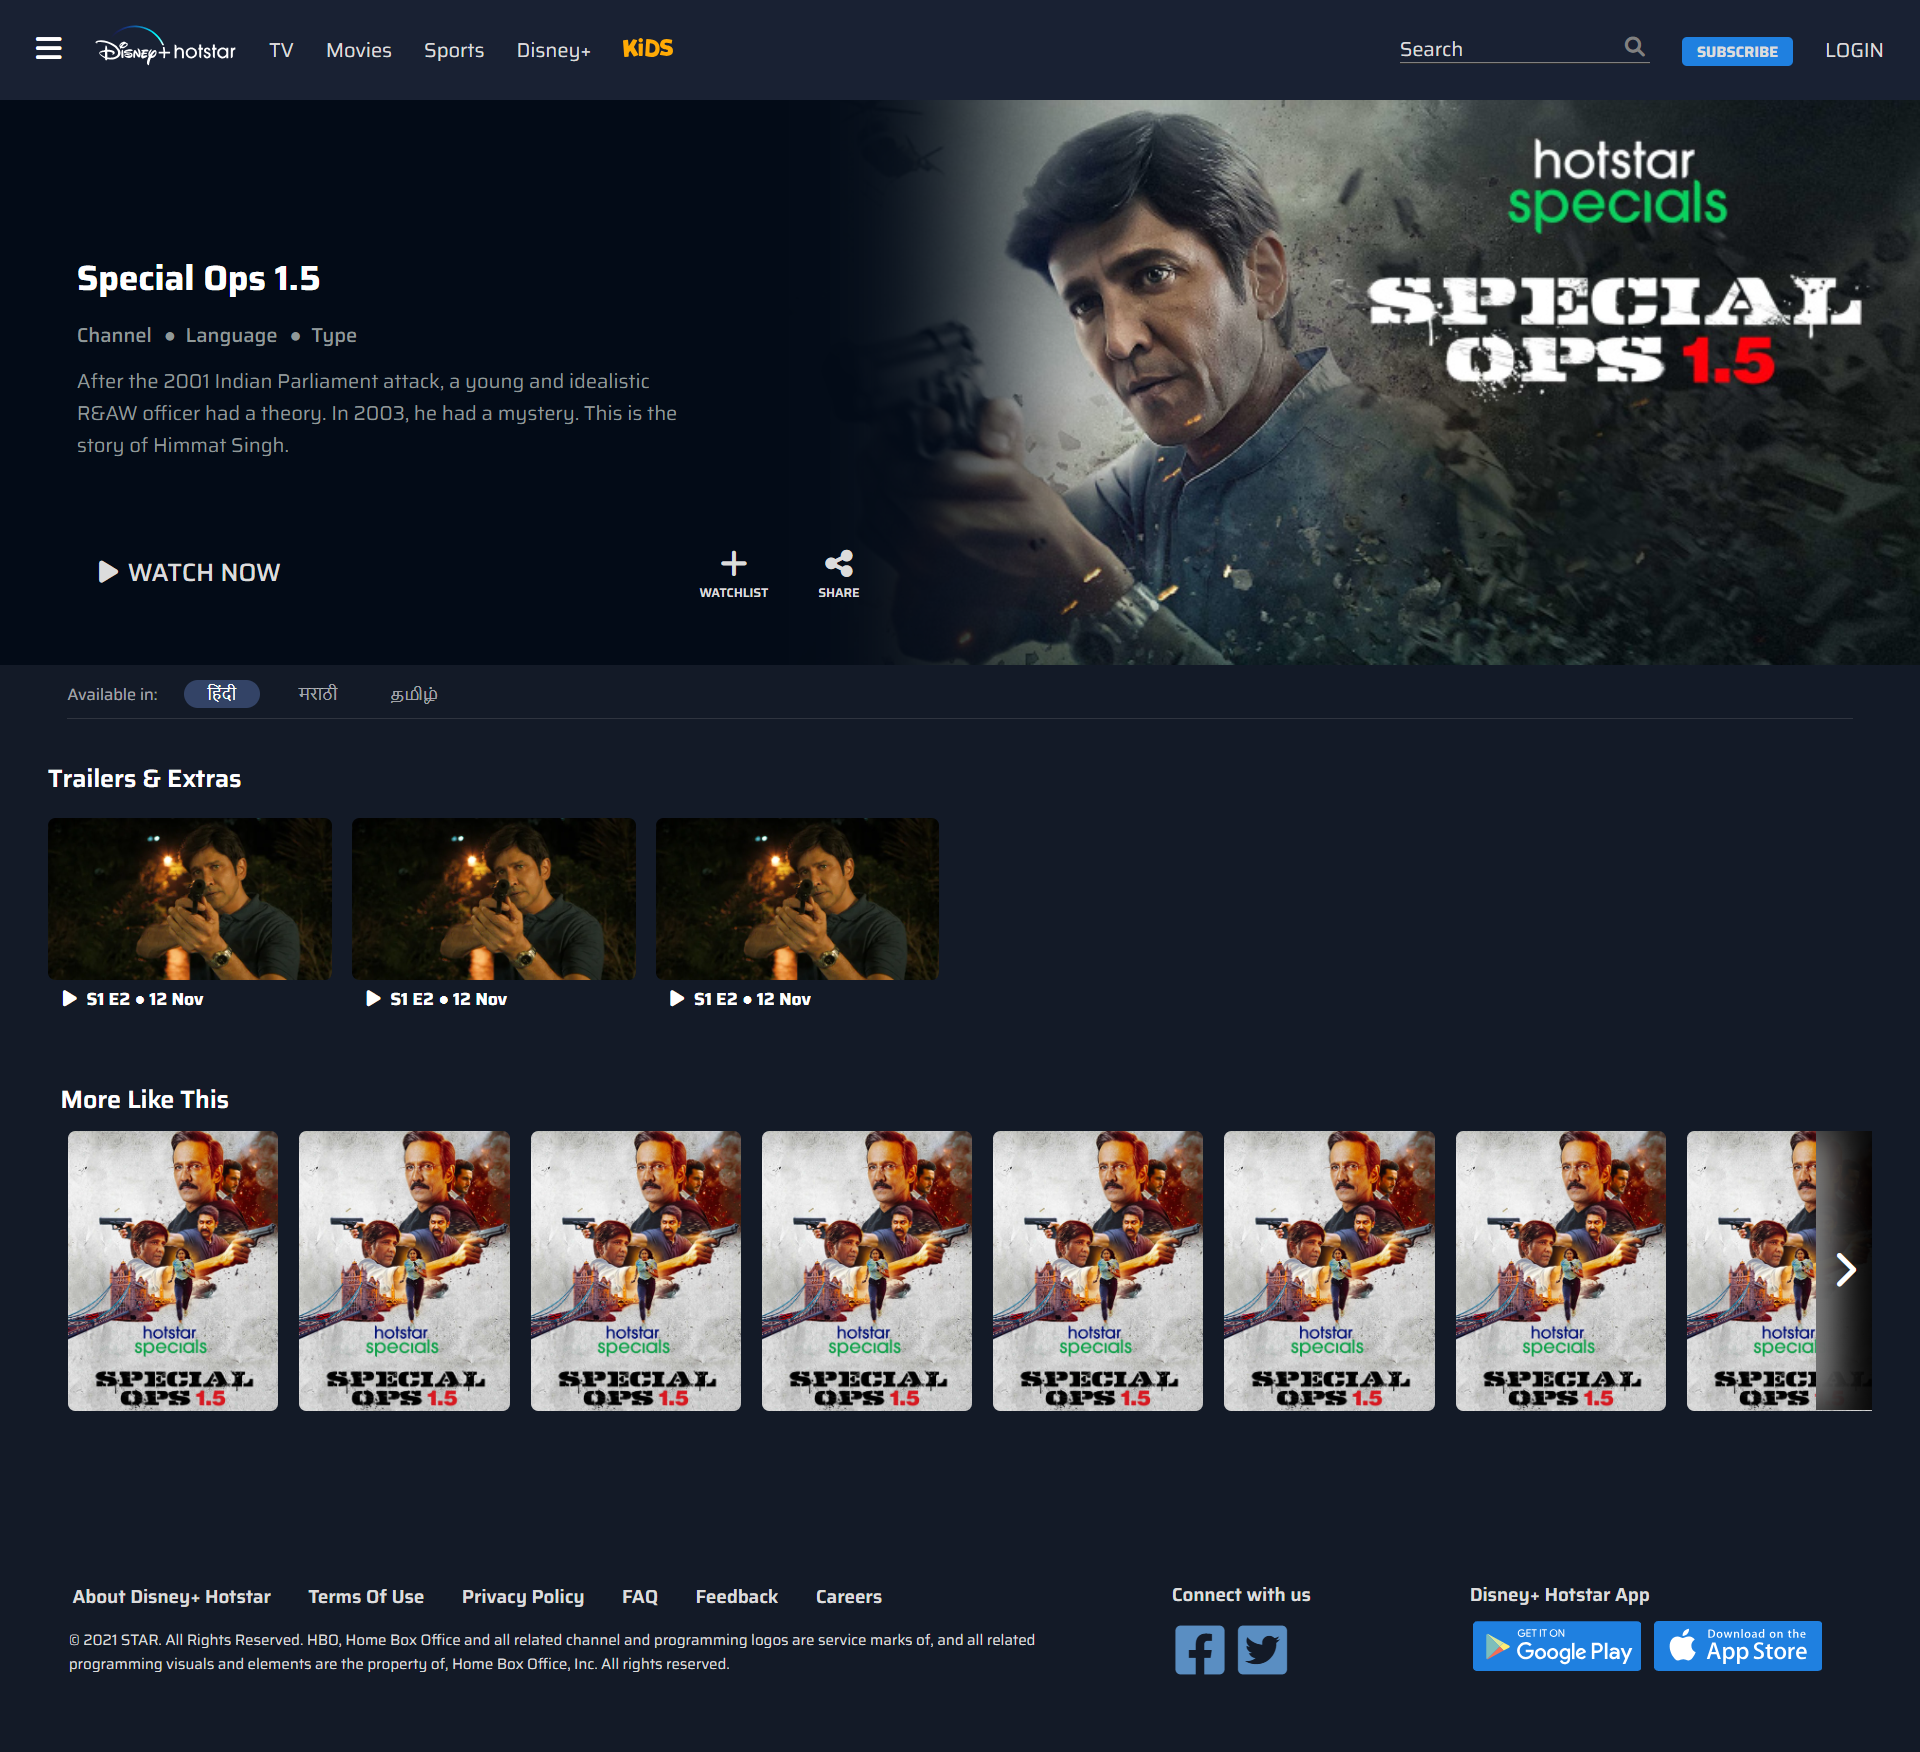 Disney+ hotstar
TV
Movies
Sports
Disney+
KiDS
Search
SUBSCRIBE
LOGIN
hotstar
specials
SPECIAL
OPS 1.5
Special Ops 1.5
Channel ● Language ● Type
After the 2001 Indian Parliament attack, a young and idealistic
R&AW officer had a theory. In 2003, he had a mystery. This is the
story of Himmat Singh.
WATCH NOW
WATCHLIST
SHARE
Available in:
हिंदी
मराठी
தமிழ்
Trailers & Extras
S1 E2 ● 12 Nov
S1 E2 ● 12 Nov
S1 E2 ● 12 Nov
More Like This
hotstar
specials
SPECIAL
OPS 1.5
hotstar
specials
SPECIAL
OPS 1.5
hotstar
specials
SPECIAL
OPS 1.5
hotstar
specials
SPECIAL
OPS 1.5
hotstar
specials
SPECIAL
OPS 1.5
hotstar
specials
SPECIAL
OPS 1.5
hotstar
specials
SPECIAL
OPS 1.5
hotstar
specia
SPECIAL
OPS
About Disney+ Hotstar
Terms Of Use
Privacy Policy
FAQ
Feedback
Careers
© 2021 STAR. All Rights Reserved. HBO, Home Box Office and all related channel and programming logos are service marks of, and all related
programming visuals and elements are the property of, Home Box Office, Inc. All rights reserved.
Connect with us
Disney+ Hotstar App
GET IT ON
Google Play
Download on the
App Store